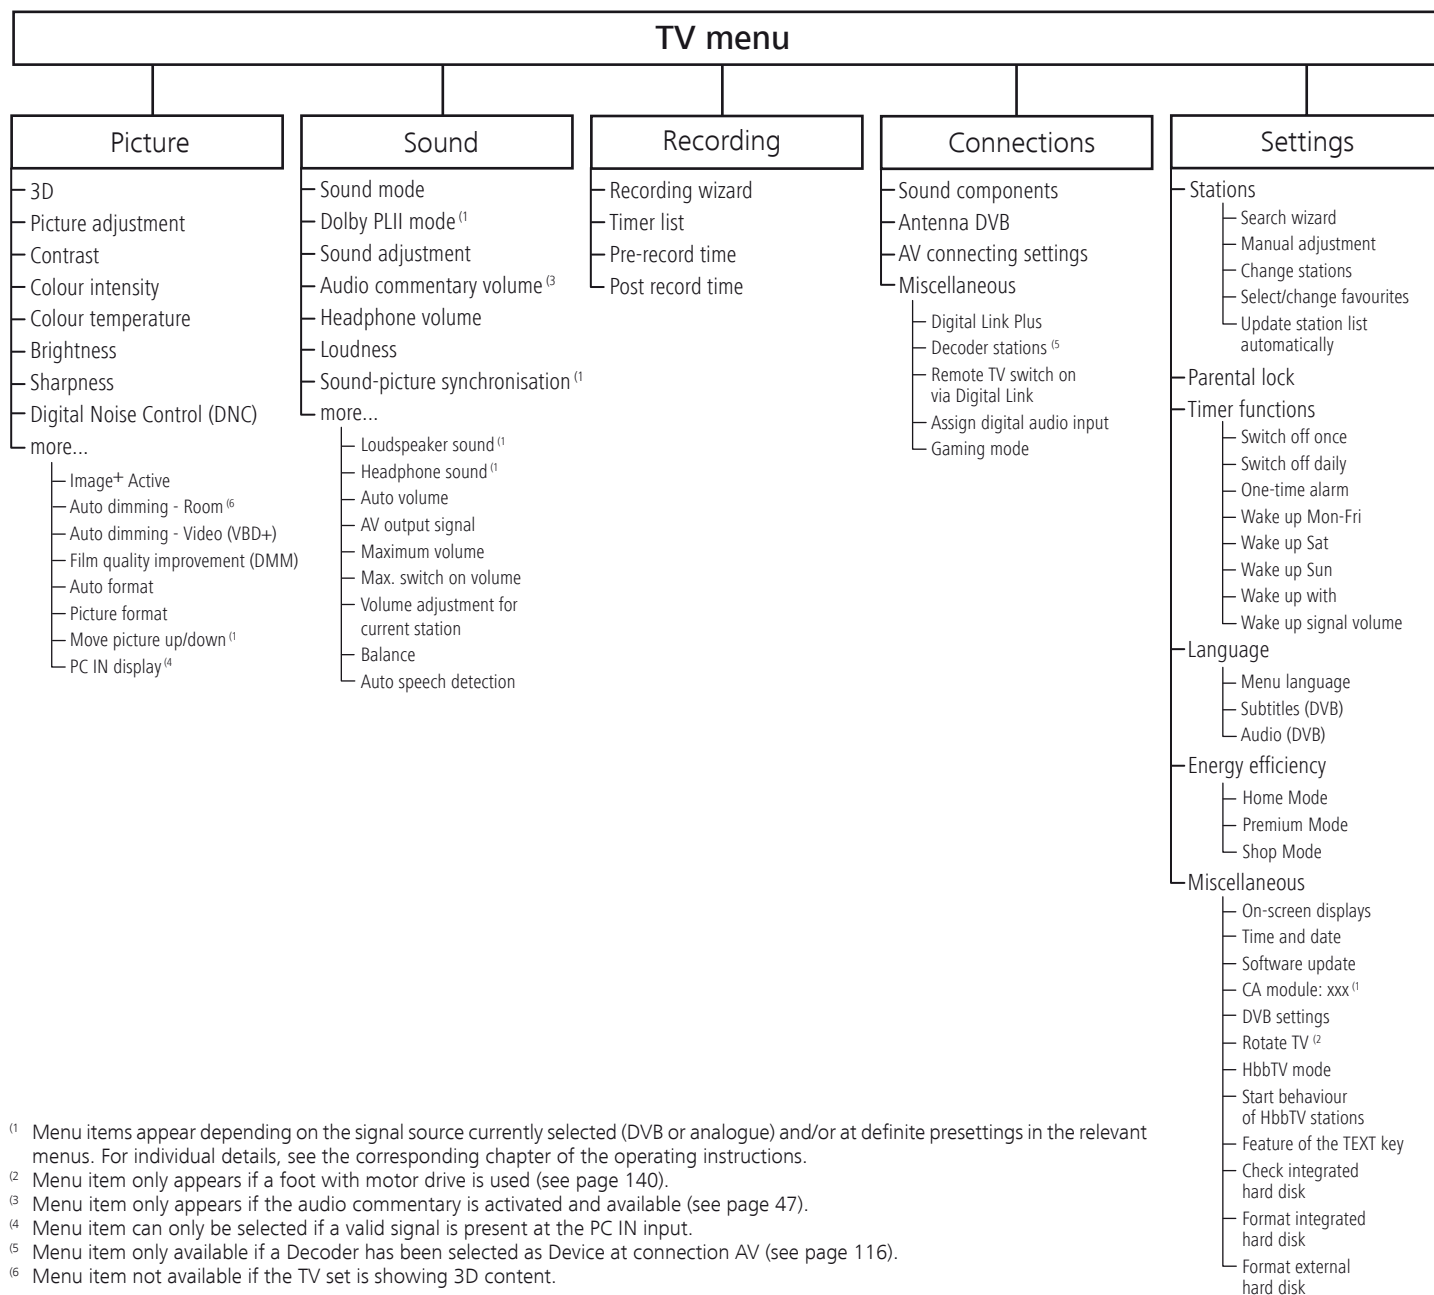 TV menu
Picture
3D
Picture adjustment
Contrast
Colour intensity
Colour temperature
Brightness
Sharpness
Digital Noise Control (DNC)
more...
Image+ Active
Auto dimming - Room (6
Auto dimming - Video (VBD+)
Film quality improvement (DMM)
Auto format
Picture format
Move picture up/down (1
PC IN display (4
Sound
Sound mode
Dolby PLII mode (1
Sound adjustment
Audio commentary volume (3
Headphone volume
Loudness
Sound-picture synchronisation (1
more...
Loudspeaker sound (1
Headphone sound (1
Auto volume
AV output signal
Maximum volume
Max. switch on volume
Volume adjustment for
current station
Balance
Auto speech detection
Recording
Recording wizard
Timer list
Pre-record time
Post record time
Connections
Sound components
Antenna DVB
AV connecting settings
Miscellaneous
Digital Link Plus
Decoder stations (5
Remote TV switch on
via Digital Link
Assign digital audio input
Gaming mode
Settings
Stations
Search wizard
Manual adjustment
Change stations
Select/change favourites
Update station list
automatically
Parental lock
Timer functions
Switch off once
Switch off daily
One-time alarm
Wake up Mon-Fri
Wake up Sat
Wake up Sun
Wake up with
Wake up signal volume
Language
Menu language
Subtitles (DVB)
Audio (DVB)
Energy efficiency
Home Mode
Premium Mode
Shop Mode
Miscellaneous
On-screen displays
Time and date
Software update
CA module: xxx (1
DVB settings
Rotate TV (2
HbbTV mode
Start behaviour
of HbbTV stations
Feature of the TEXT key
Check integrated
hard disk
Format integrated
hard disk
Format external
hard disk
(1 Menu items appear depending on the signal source currently selected (DVB or analogue) and/or at definite presettings in the relevant
menus. For individual details, see the corresponding chapter of the operating instructions.
(2 Menu item only appears if a foot with motor drive is used (see page 140).
(3 Menu item only appears if the audio commentary is activated and available (see page 47).
(4 Menu item can only be selected if a valid signal is present at the PC IN input.
(5 Menu item only available if a Decoder has been selected as Device at connection AV (see page 116).
(6 Menu item not available if the TV set is showing 3D content.